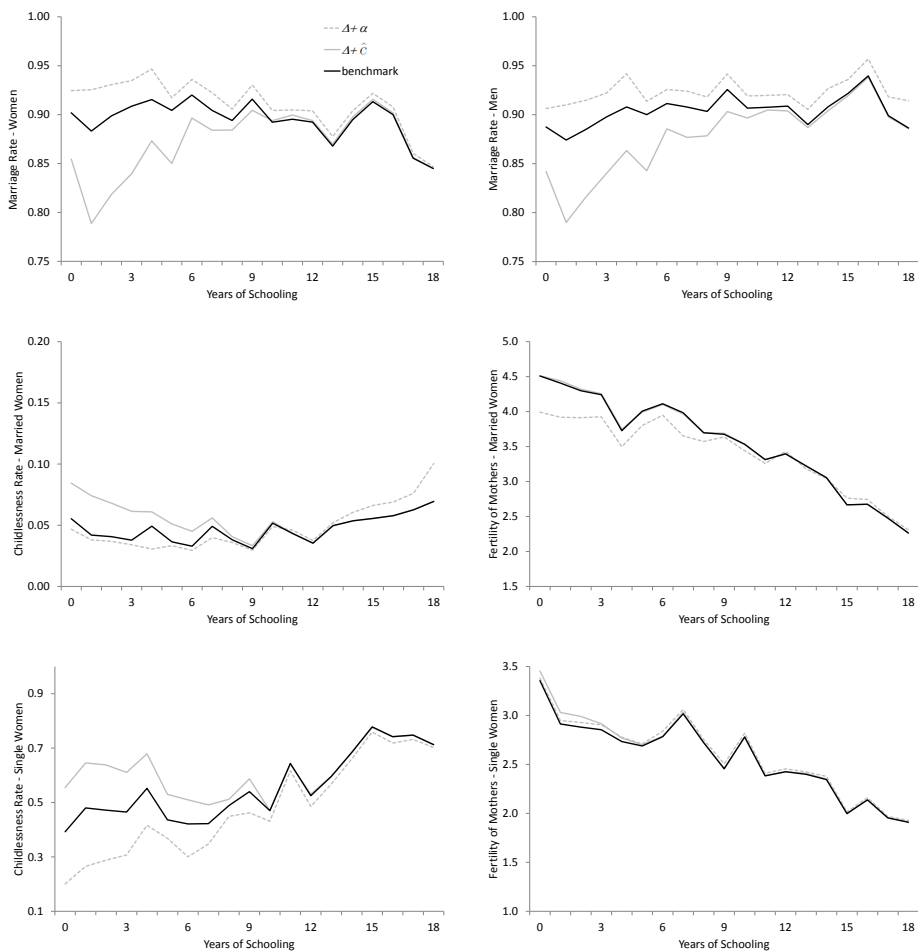 1.00
0.95
0.90
0.85
0.80
0.75
Marriage Rate - Women
Δ+ α
Δ+ ĉ
benchmark
0 3 6 9 12 15 18
Years of Schooling
1.00
0.95
0.90
0.85
0.80
0.75
Marriage Rate - Men
0 3 6 9 12 15 18
Years of Schooling
0.20
0.15
0.10
0.05
0.00
Childlessness Rate - Married Women
0 3 6 9 12 15 18
Years of Schooling
5.0
4.5
4.0
3.5
3.0
2.5
2.0
1.5
Fertility of Mothers - Married Women
0 3 6 9 12 15 18
Years of Schooling
0.9
0.7
0.5
0.3
0.1
Childlessness Rate - Single Women
0 3 6 9 12 15 18
Years of Schooling
3.5
3.0
2.5
2.0
1.5
1.0
Fertility of Mothers - Single Women
0 3 6 9 12 15 18
Years of Schooling